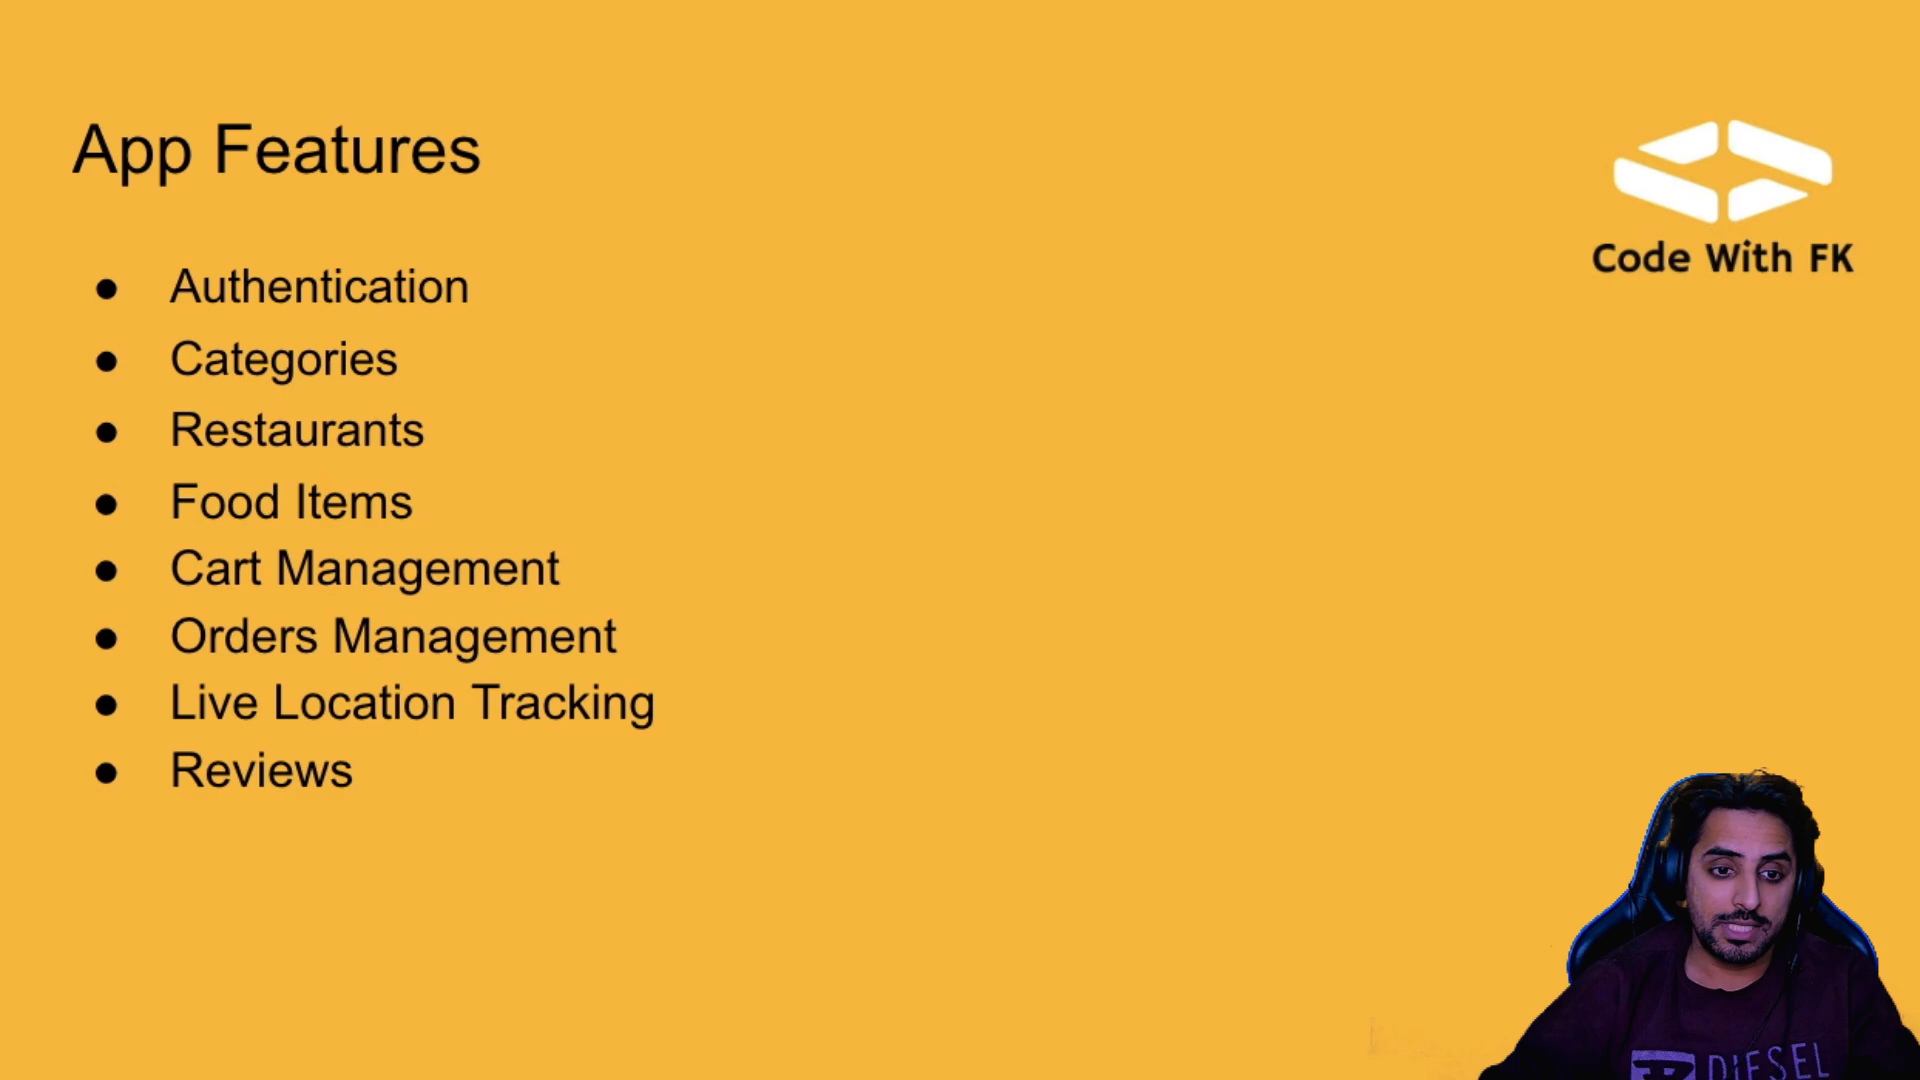 App Features
Code With FK
● Authentication
● Categories
● Restaurants
● Food Items
● Cart Management
● Orders Management
● Live Location Tracking
● Reviews
DIESEL